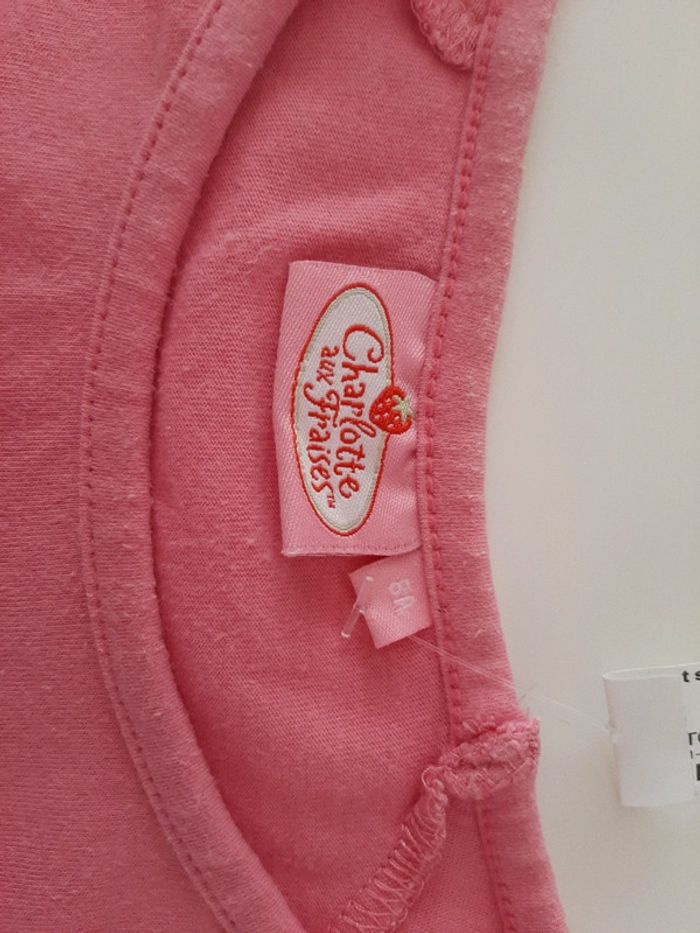 Charlotte
aux Fraises™
8A
t s